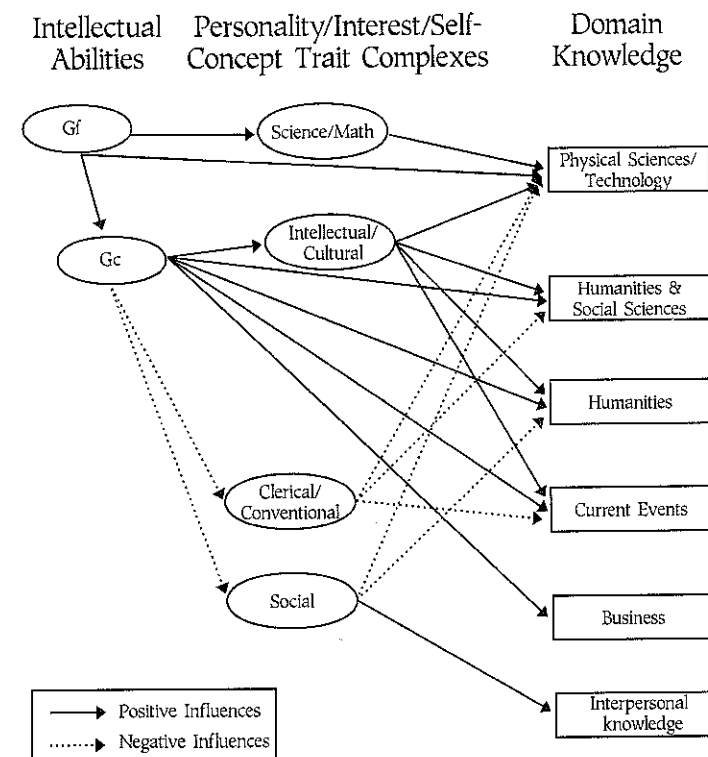 Intellectual
Abilities
Personality/Interest/Self-
Concept Trait Complexes
Domain
Knowledge
Gf
Science/Math
Physical Sciences/
Technology
Gc
Intellectual/
Cultural
Humanities &
Social Sciences
Humanities
Clerical/
Conventional
Current Events
Social
Business
Interpersonal
knowledge
Positive Influences
Negative Influences